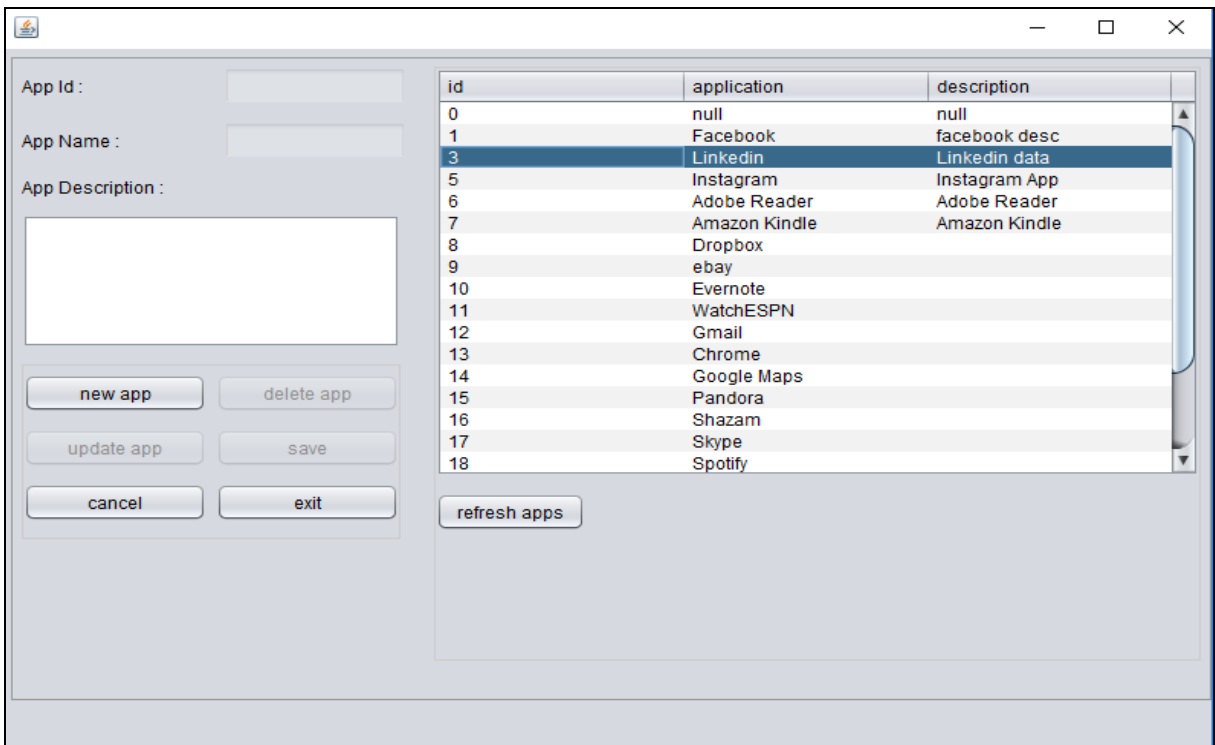 App Id :
App Name :
App Description :
new app delete app
update app save
cancel exit
id application description
0 null null
1 Facebook facebook desc
3 Linkedin Linkedin data
5 Instagram Instagram App
6 Adobe Reader Adobe Reader
7 Amazon Kindle Amazon Kindle
8 Dropbox
9 ebay
10 Evernote
11 WatchESPN
12 Gmail
13 Chrome
14 Google Maps
15 Pandora
16 Shazam
17 Skype
18 Spotify
refresh apps